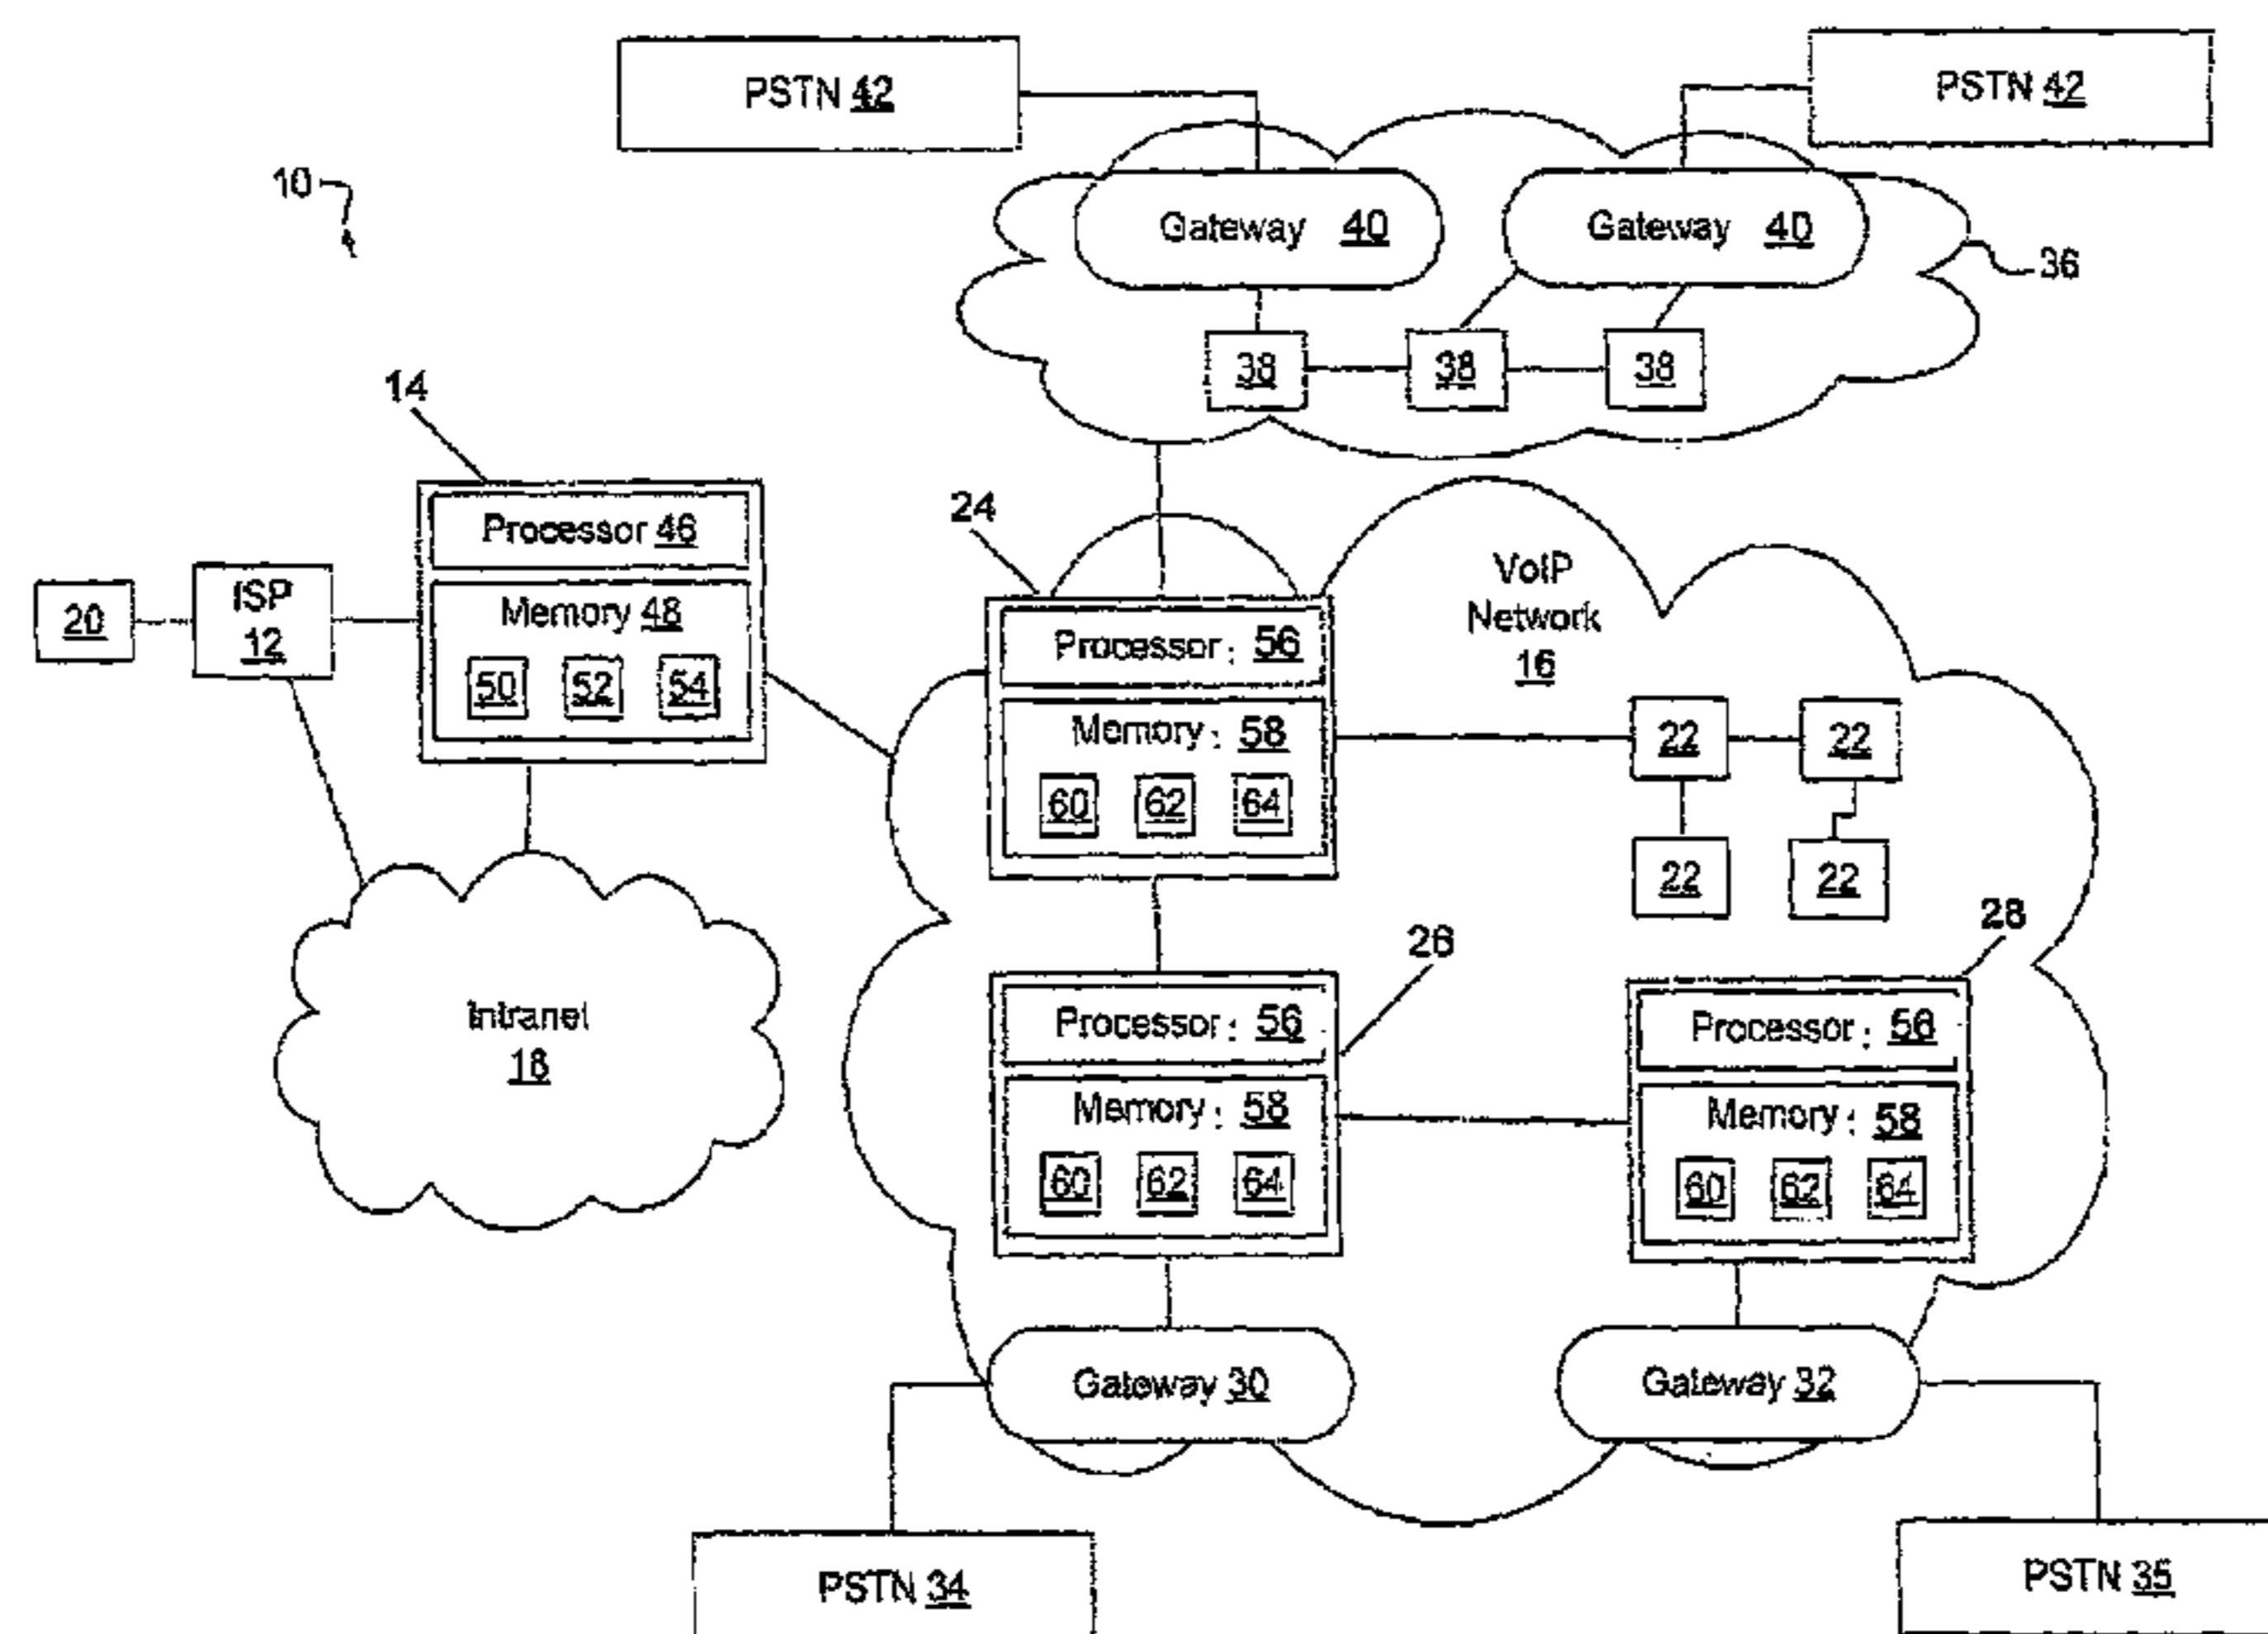 PSTN 42
PSTN 42
10
Gateway 40
Gateway 40
36
38
38
38
14
Processor 46
Memory 48
50 52 54
20
ISP
12
24
Processor : 56
Memory : 58
60 62 64
VoIP
Network
16
22
22
22
22
Intranet
18
26
Processor : 56
Memory : 58
60 62 64
28
Processor : 56
Memory : 58
60 62 64
Gateway 30
Gateway 32
PSTN 34
PSTN 35